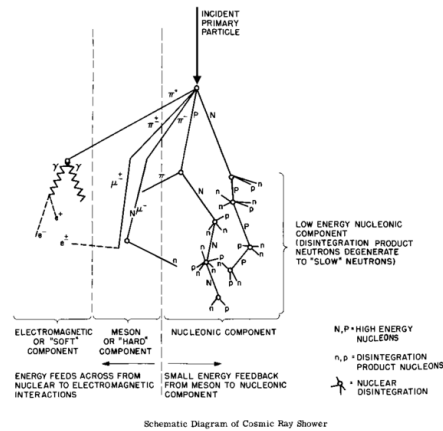 INCIDENT
PRIMARY
PARTICLE
π⁺
π±
π⁻
P
N
γ
γ
μ±
π
n
P
n
n
p
N
P
N
μ⁻
e⁺
e⁻
e±
n
p
n
n
N
P
n
p
n
n
p
n
n
p
LOW ENERGY NUCLEONIC
COMPONENT
(DISINTEGRATION PRODUCT
NEUTRONS DEGENERATE
TO "SLOW" NEUTRONS)
ELECTROMAGNETIC
OR "SOFT"
COMPONENT
MESON
OR "HARD"
COMPONENT
NUCLEONIC COMPONENT
N,P = HIGH ENERGY
NUCLEONS
n,p = DISINTEGRATION
PRODUCT NUCLEONS
= NUCLEAR
DISINTEGRATION
ENERGY FEEDS ACROSS FROM
NUCLEAR TO ELECTROMAGNETIC
INTERACTIONS
SMALL ENERGY FEEDBACK
FROM MESON TO NUCLEONIC
COMPONENT
Schematic Diagram of Cosmic Ray Shower